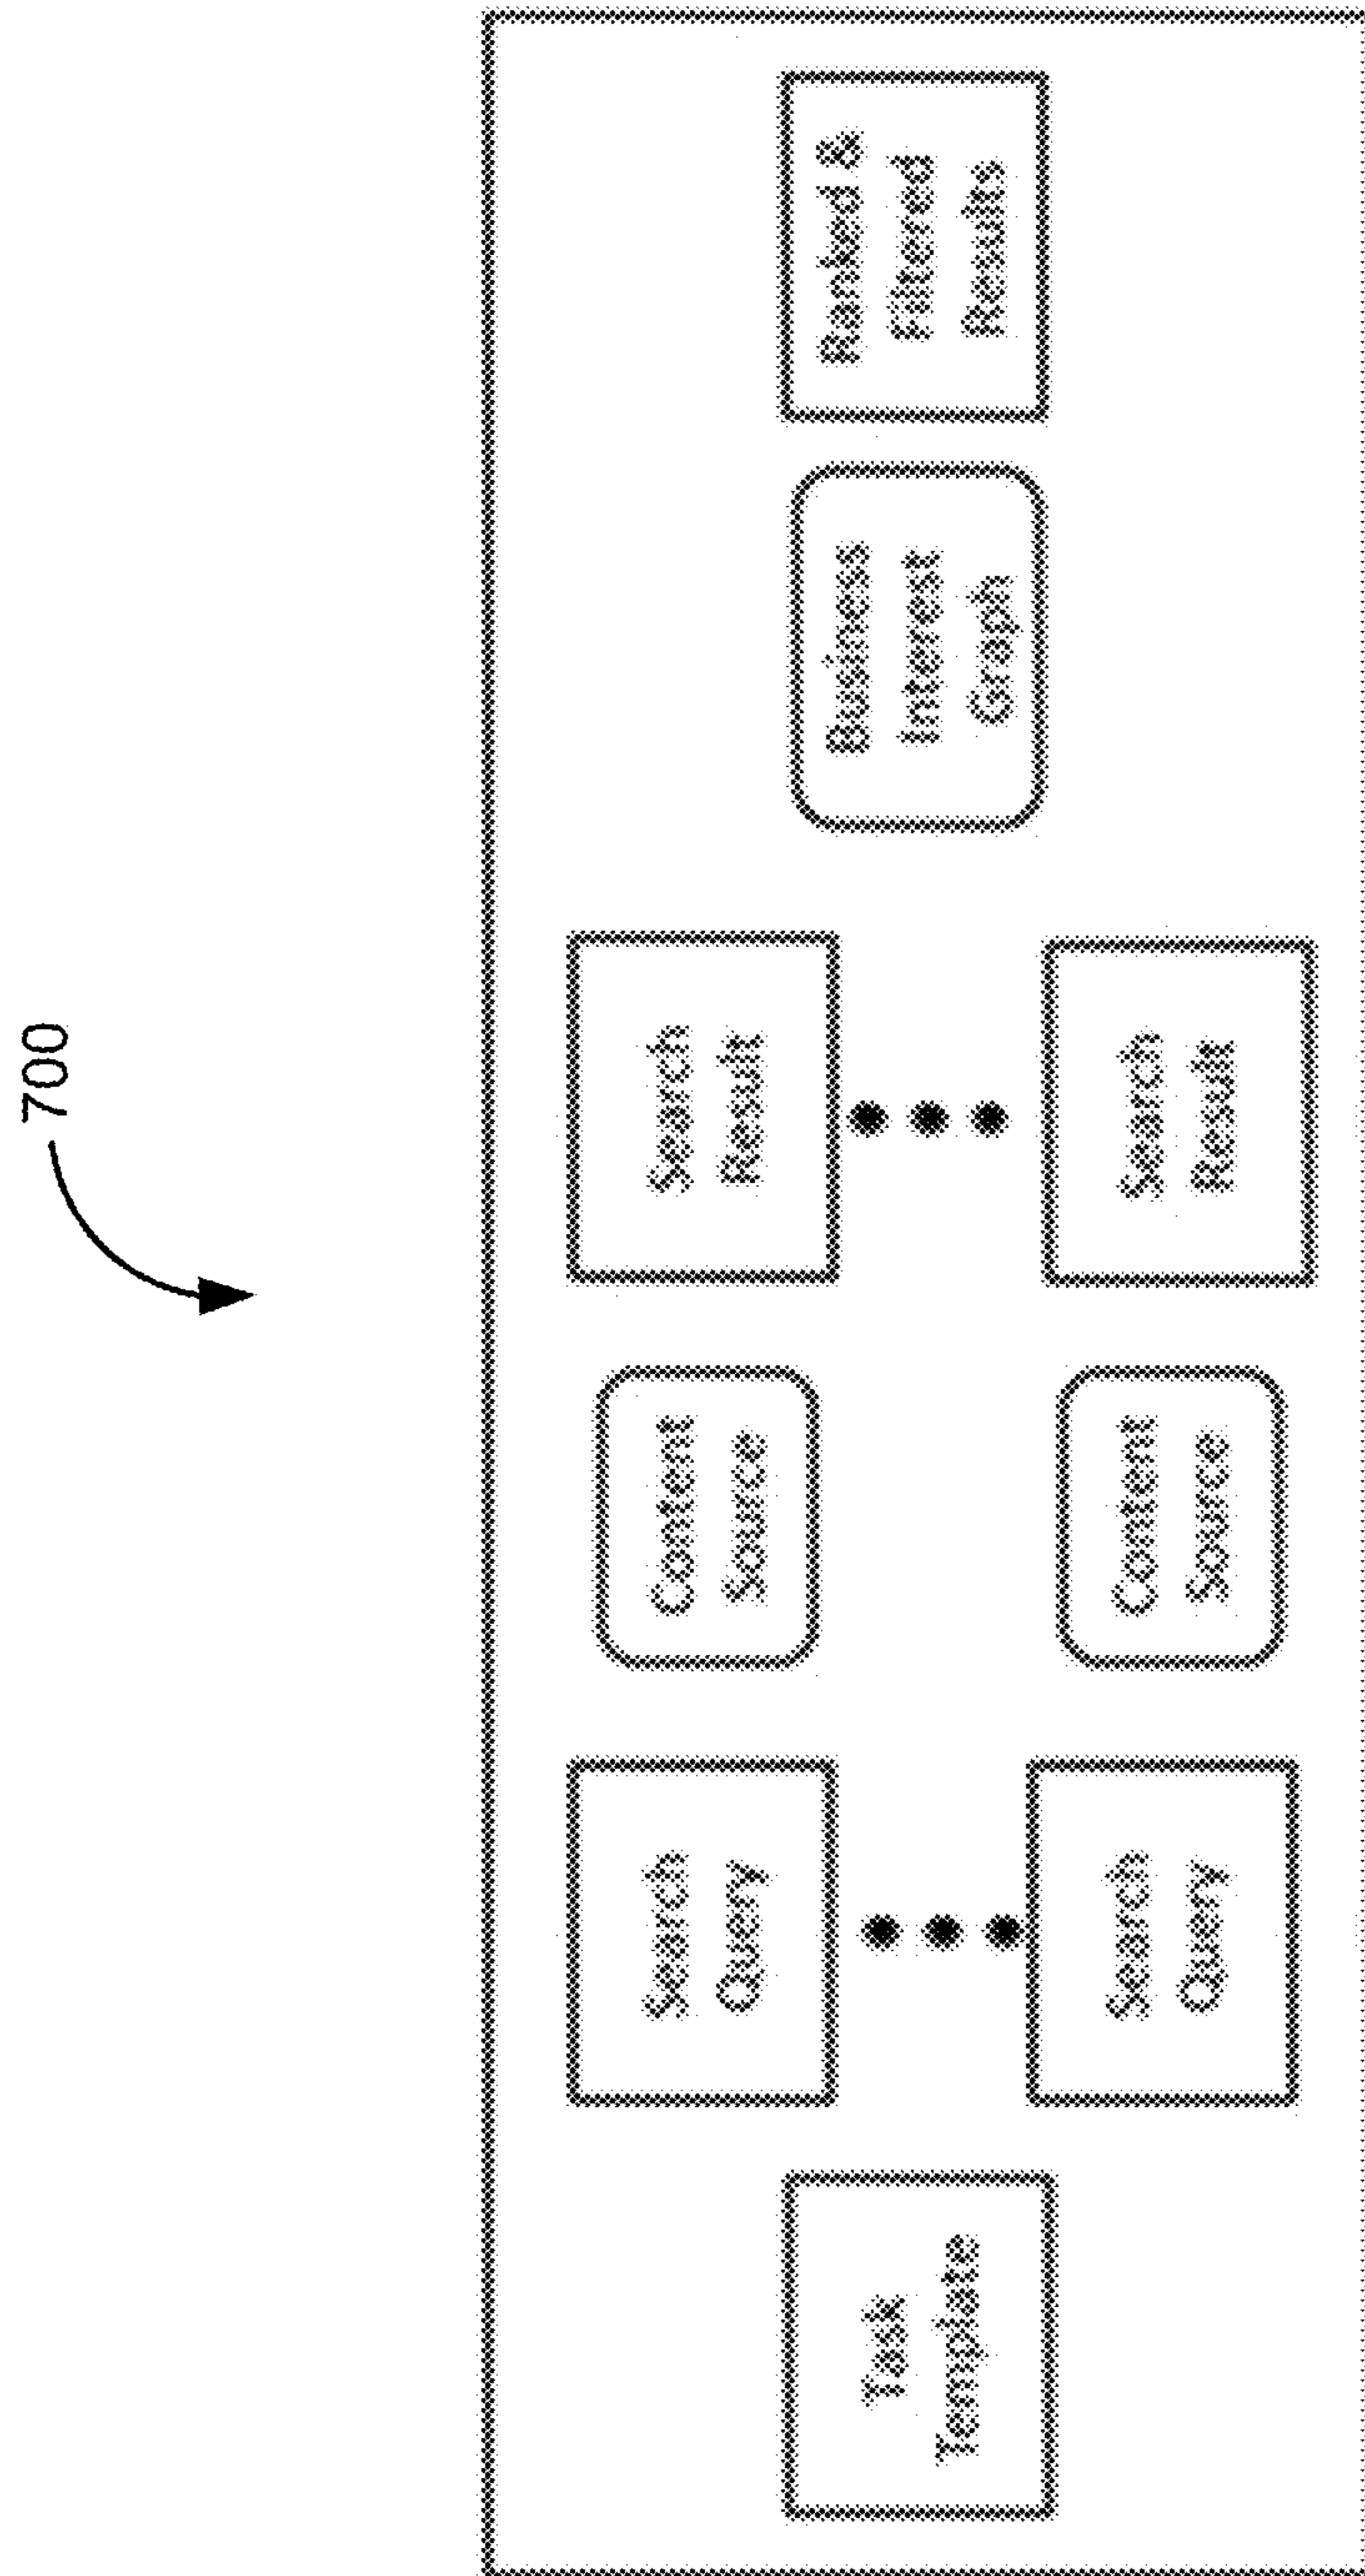 700
Task
Template
Search
Query
Search
Query
Content
Source
Content
Source
Search
Result
Search
Result
Business
Interest
Graph
Ranked &
Filtered
Results